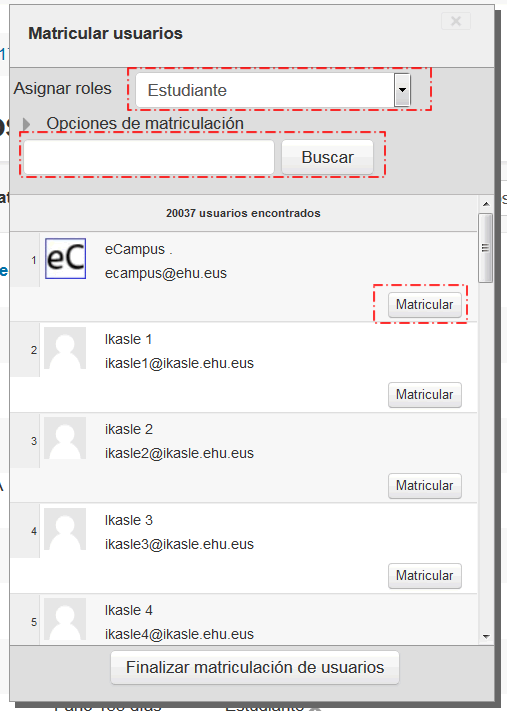 Matricular usuarios
Asignar roles Estudiante
Opciones de matriculación
Buscar
20037 usuarios encontrados
1 eC eCampus .
ecampus@ehu.eus
Matricular
2 Ikasle 1
ikasle1@ikasle.ehu.eus
Matricular
3 ikasle 2
ikasle2@ikasle.ehu.eus
Matricular
4 Ikasle 3
ikasle3@ikasle.ehu.eus
Matricular
5 Ikasle 4
ikasle4@ikasle.ehu.eus
Finalizar matriculación de usuarios